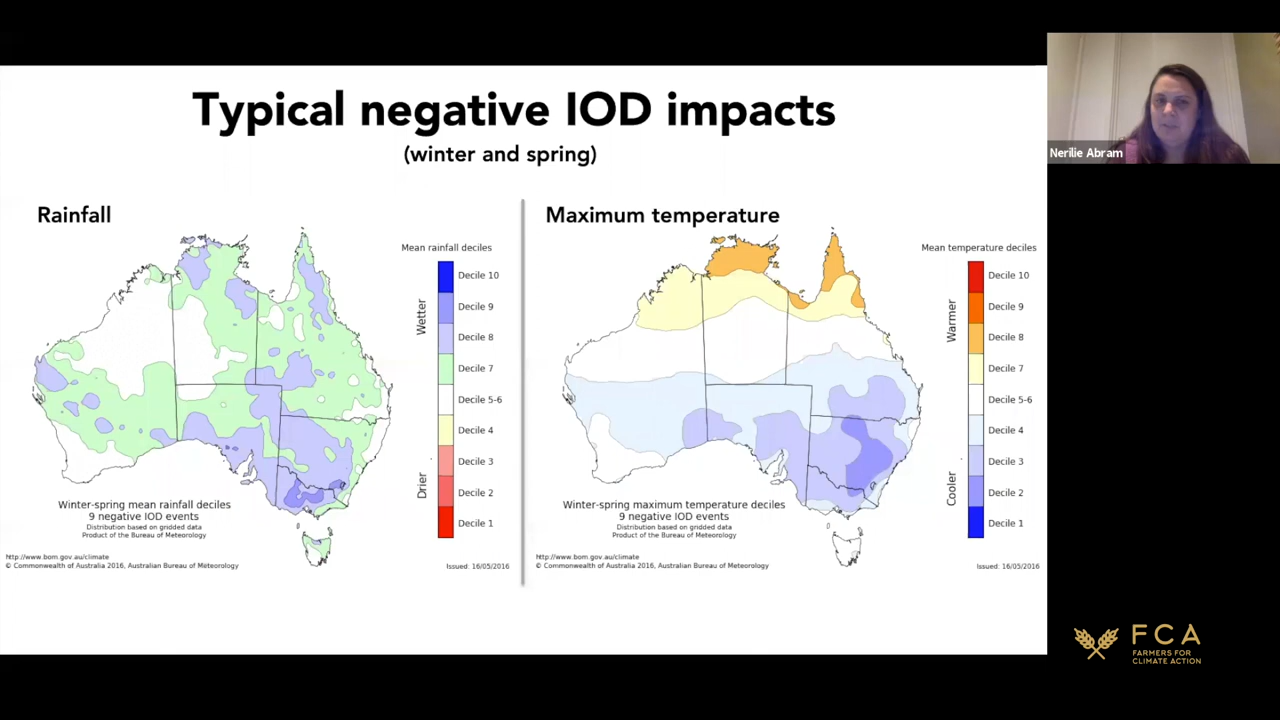 Typical negative IOD impacts
(winter and spring)
Nerilie Abram
Rainfall
Mean rainfall deciles
Wetter
Drier
Decile 10
Decile 9
Decile 8
Decile 7
Decile 5-6
Decile 4
Decile 3
Decile 2
Decile 1
Winter-spring mean rainfall deciles
9 negative IOD events
Distribution based on gridded data
Product of the Bureau of Meteorology
http://www.bom.gov.au/climate
© Commonwealth of Australia 2016, Australian Bureau of Meteorology
Issued: 16/05/2016
Maximum temperature
Mean temperature deciles
Warmer
Cooler
Decile 10
Decile 9
Decile 8
Decile 7
Decile 5-6
Decile 4
Decile 3
Decile 2
Decile 1
Winter-spring maximum temperature deciles
9 negative IOD events
Distribution based on gridded data
Product of the Bureau of Meteorology
http://www.bom.gov.au/climate
© Commonwealth of Australia 2016, Australian Bureau of Meteorology
Issued: 16/05/2016
FCA
FARMERS FOR
CLIMATE ACTION